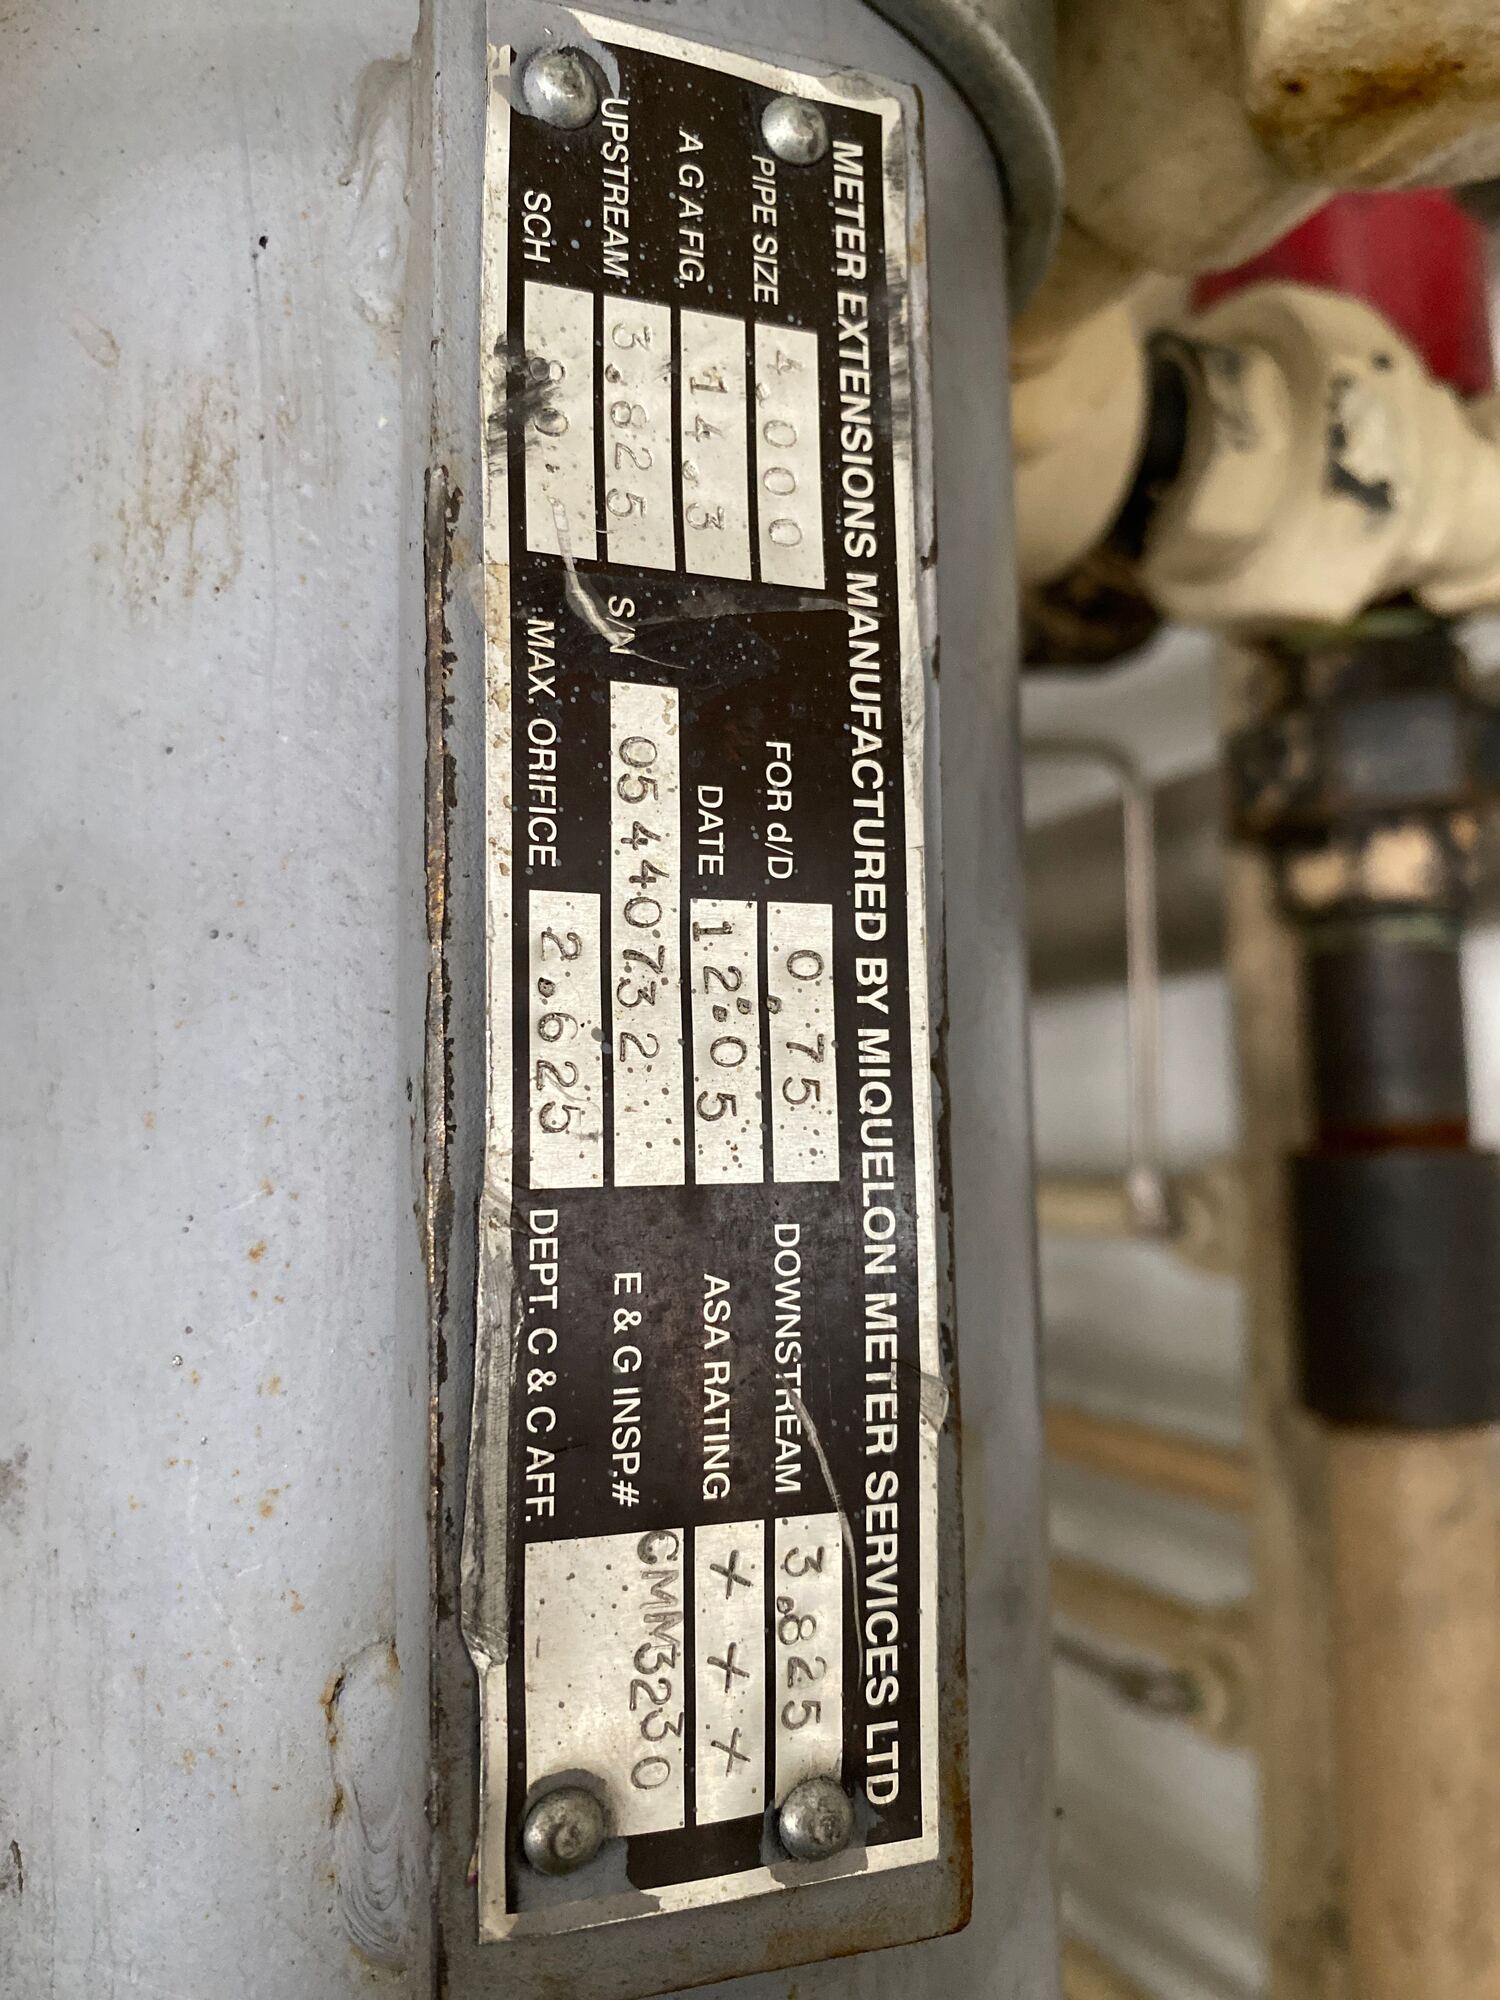 METER EXTENSIONS MANUFACTURED BY MIQUELON METER SERVICES LTD
PIPE SIZE 4.000 FOR d/D 0.75 DOWNSTREAM 3.825
A G A FIG. 14.3 DATE 12:05 ASA RATING X X X
UPSTREAM 3.825 S/N 05440732 E & G INSP.# GMM3230
SCH 80 MAX. ORIFICE 2.625 DEPT. C & C AFF.